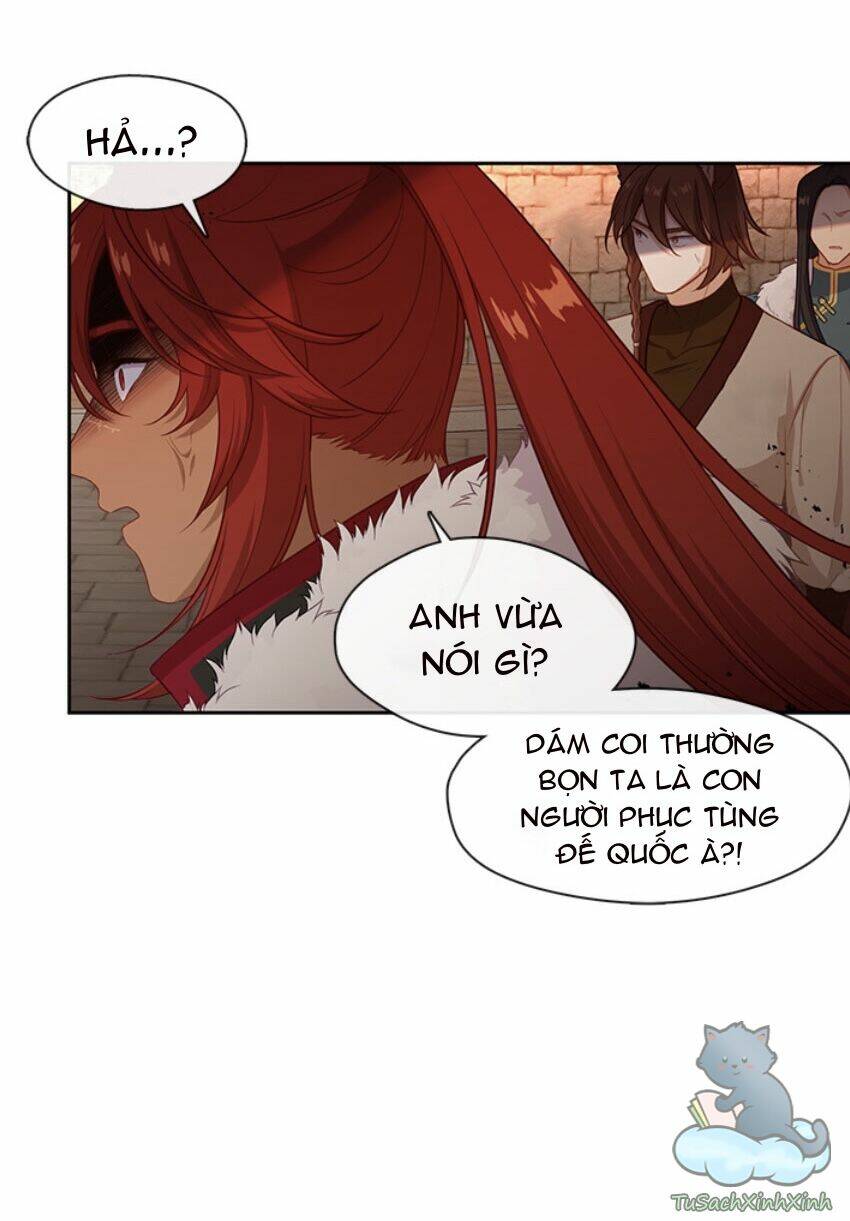 HẢ...?
ANH VỪA
NÓI GÌ?
DÁM COI THƯỜNG
BỌN TA LÀ CON
NGƯỜI PHỤC TÙNG
ĐẾ QUỐC À?!
TuSachXinhXinh